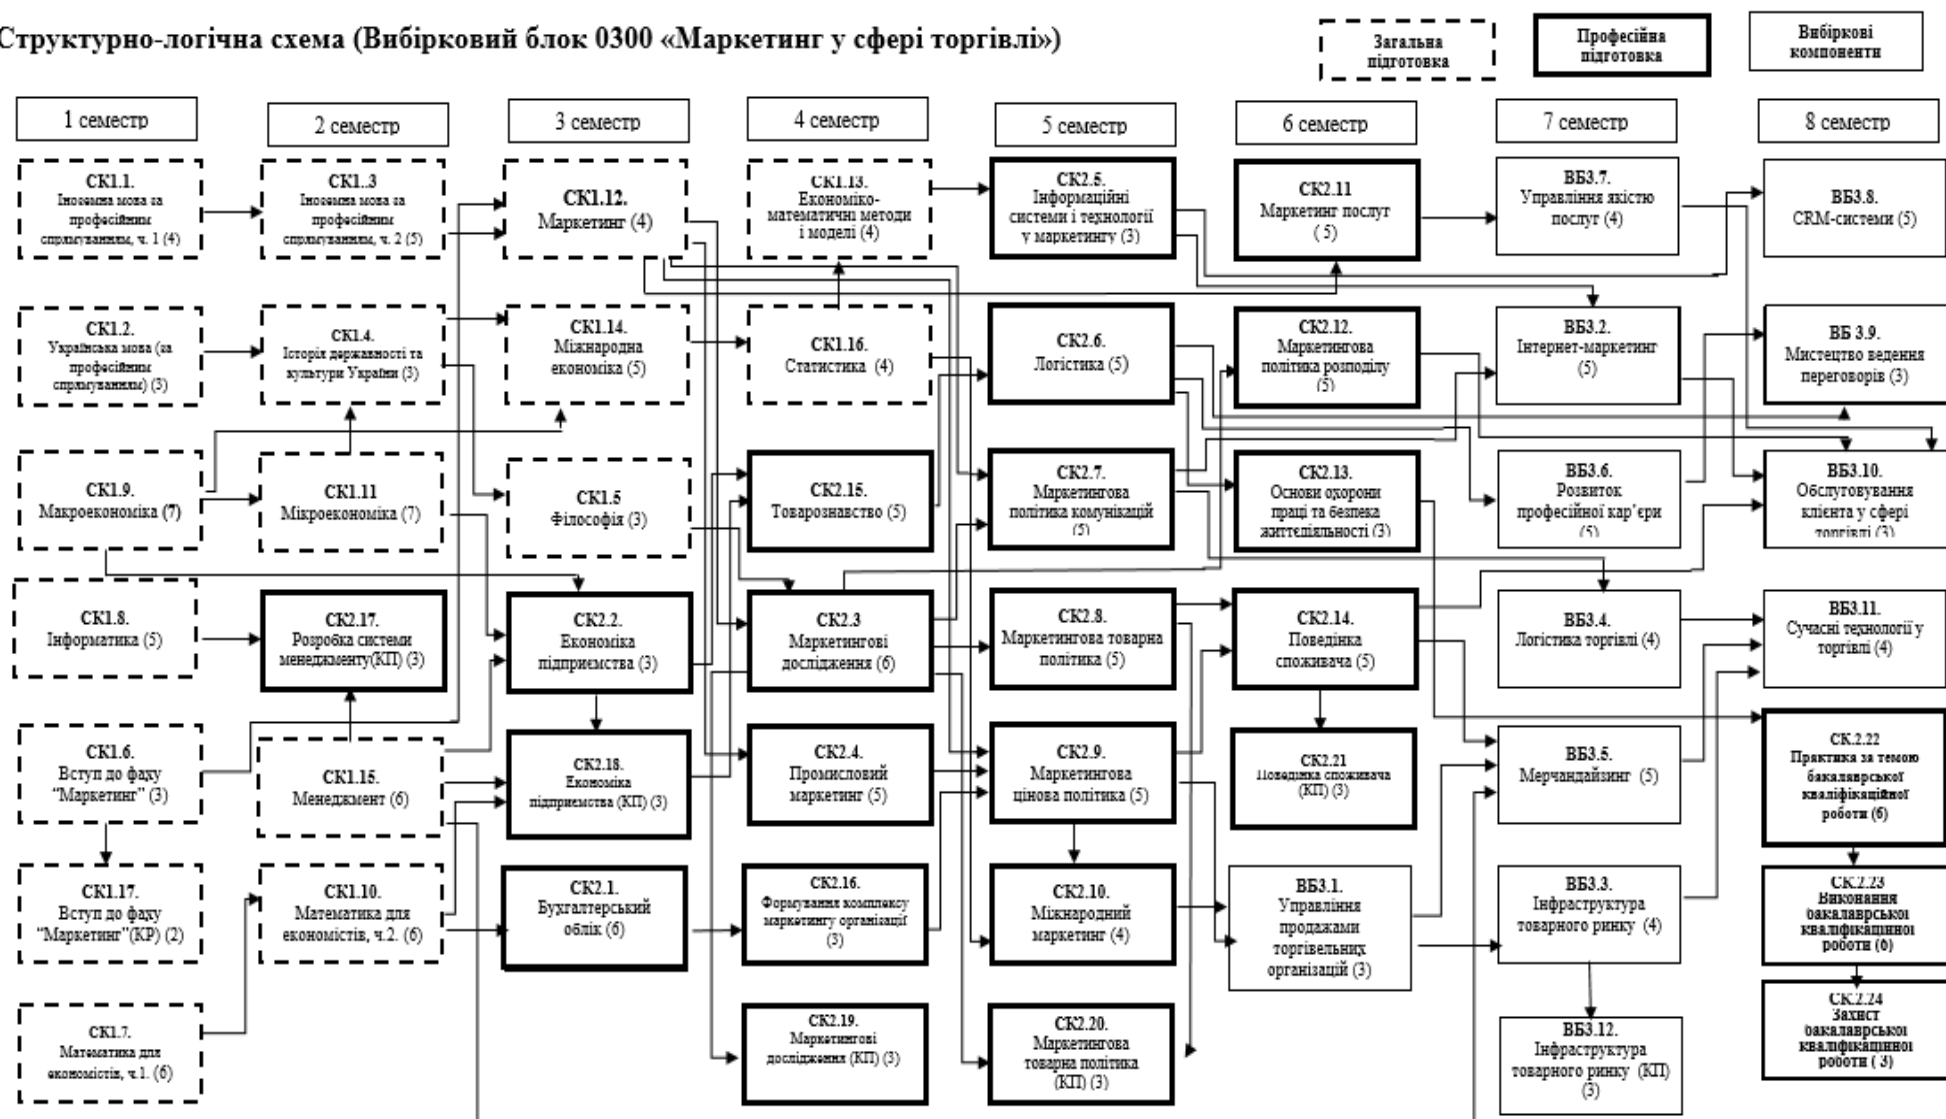 Структурно-логічна схема (Вибірковий блок 0300 «Маркетинг у сфері торгівлі»)
Загальна
підготовка
Професійна
підготовка
Вибіркові
компоненти
1 семестр
2 семестр
3 семестр
4 семестр
5 семестр
6 семестр
7 семестр
8 семестр
СК1.1.
Іноземна мова за
професійним
спрямуванням, ч. 1 (4)
СК1..3
Іноземна мова за
професійним
спрямуванням, ч. 2 (5)
СК1.12.
Маркетинг (4)
СК1.13.
Економіко-
математичні методи
і моделі (4)
СК2.5.
Інформаційні
системи і технології
у маркетингу (3)
СК2.11
Маркетинг послуг
( 5)
ВБ3.7.
Управління якістю
послуг (4)
ВБ3.8.
CRM-системи (5)
СК1.2.
Українська мова (за
професійним
спрямуванням) (3)
СК1.4.
Історія державності та
культури України (3)
СК1.14.
Міжнародна
економіка (5)
СК1.16.
Статистика (4)
СК2.6.
Логістика (5)
СК2.12.
Маркетингова
політика розподілу
(5)
ВБ3.2.
Інтернет-маркетинг
(5)
ВБ 3.9.
Мистецтво ведення
переговорів (3)
СК1.9.
Макроекономіка (7)
СК1.11
Мікроекономіка (7)
СК1.5
Філософія (3)
СК2.15.
Товарознавство (5)
СК2.7.
Маркетингова
політика комунікацій
(5)
СК2.13.
Основи охорони
праці та безпека
життєдіяльності (3)
ВБ3.6.
Розвиток
професійної кар’єри
(5)
ВБ3.10.
Обслуговування
клієнта у сфері
торгівлі (3)
СК1.8.
Інформатика (5)
СК2.17.
Розробка системи
менеджменту(КП) (3)
СК2.2.
Економіка
підприємства (3)
СК2.3
Маркетингові
дослідження (6)
СК2.8.
Маркетингова товарна
політика (5)
СК2.14.
Поведінка
споживача (5)
ВБ3.4.
Логістика торгівлі (4)
ВБ3.11.
Сучасні технології у
торгівлі (4)
СК1.6.
Вступ до фаху
“Маркетинг” (3)
СК1.15.
Менеджмент (6)
СК2.18.
Економіка
підприємства (КП) (3)
СК2.4.
Промисловий
маркетинг (5)
СК2.9.
Маркетингова
цінова політика (5)
СК2.21
Поведінка споживача
(КП) (3)
ВБ3.5.
Мерчандайзинг (5)
СК.2.22
Практика за темою
бакалаврської
кваліфікаційної
роботи (6)
СК1.17.
Вступ до фаху
“Маркетинг”(КР) (2)
СК1.10.
Математика для
економістів, ч.2. (6)
СК2.1.
Бухгалтерський
облік (6)
СК2.16.
Формування комплексу
маркетингу організації
(3)
СК2.10.
Міжнародний
маркетинг (4)
ВБ3.1.
Управління
продажами
торгівельних
організацій (3)
ВБ3.3.
Інфраструктура
товарного ринку (4)
СК.2.23
Виконання
бакалаврської
кваліфікаційної
роботи (6)
СК1.7.
Математика для
економістів, ч.1. (6)
СК2.19.
Маркетингові
дослідження (КП) (3)
СК2.20.
Маркетингова
товарна політика
(КП) (3)
ВБ3.12.
Інфраструктура
товарного ринку (КП)
(3)
СК.2.24
Захист
бакалаврської
кваліфікаційної
роботи ( 3)